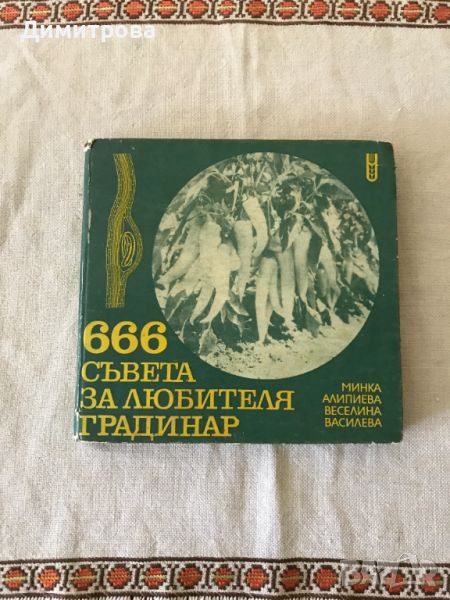 Димитрова
666
СЪВЕТА
ЗА ЛЮБИТЕЛЯ
ГРАДИНАР
МИНКА
АЛИПИЕВА
ВЕСЕЛИНА
ВАСИЛЕВА